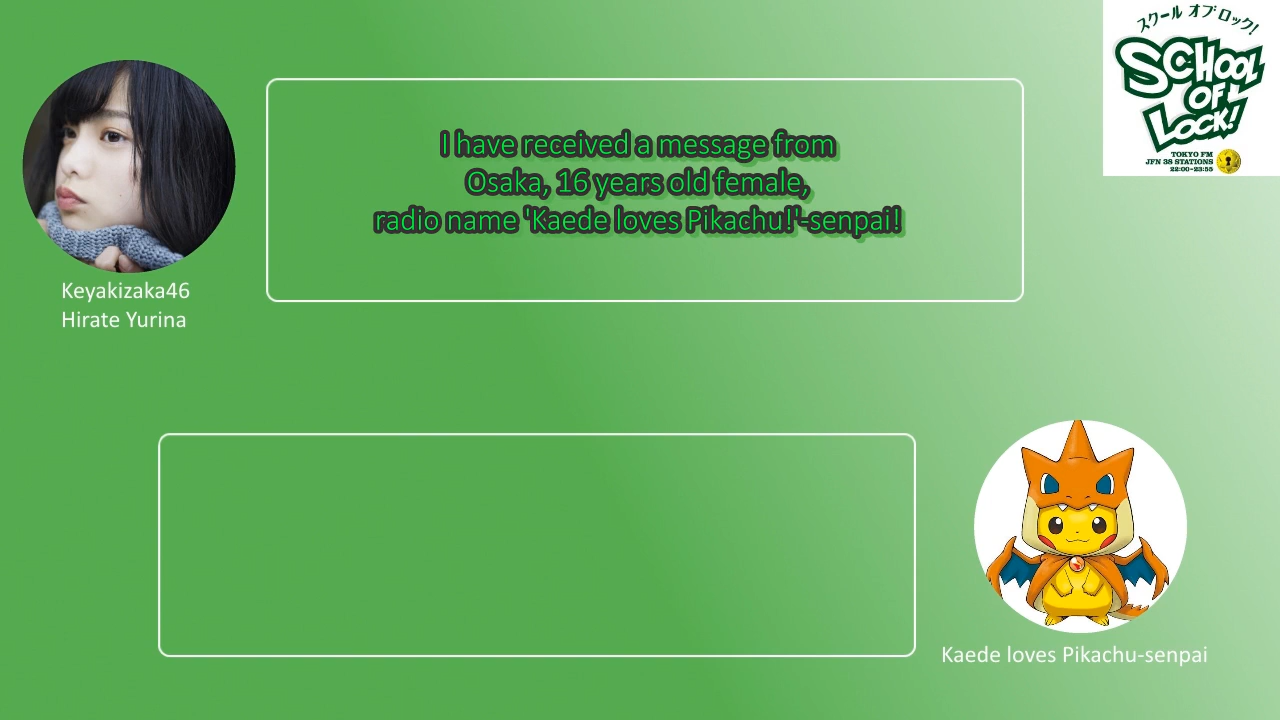 スクール オブ ロック!
SCHOOL
OF
LOCK!
TOKYO FM
JFN 38 STATIONS
22:00-23:55
I have received a message from
Osaka, 16 years old female,
radio name 'Kaede loves Pikachu!'-senpai!
Keyakizaka46
Hirate Yurina
Kaede loves Pikachu-senpai